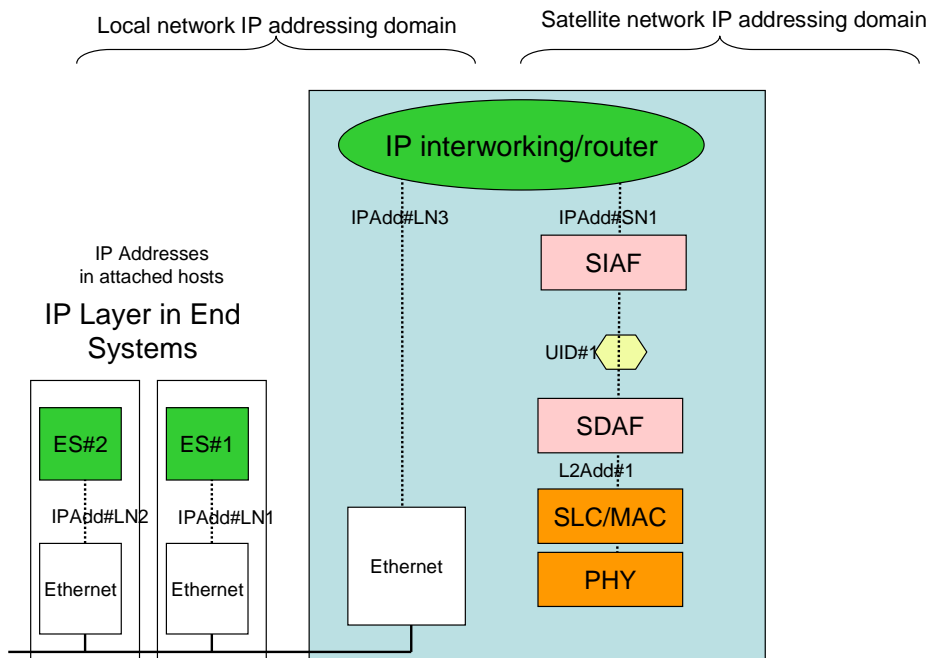 Local network IP addressing domain
Satellite network IP addressing domain
IP interworking/router
IPAdd#LN3
IPAdd#SN1
SIAF
IP Addresses
in attached hosts
IP Layer in End
Systems
UID#1
ES#2
ES#1
SDAF
L2Add#1
IPAdd#LN2
IPAdd#LN1
SLC/MAC
Ethernet
Ethernet
Ethernet
PHY